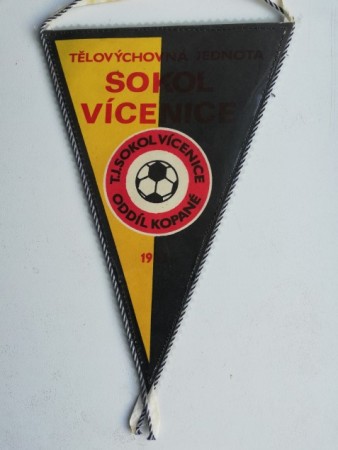 TĚLOVÝCHOVNÁ JEDNOTA
SOKOL
VÍCENICE
T.J.SOKOL VÍCENICE
ODDÍL KOPANÉ
19